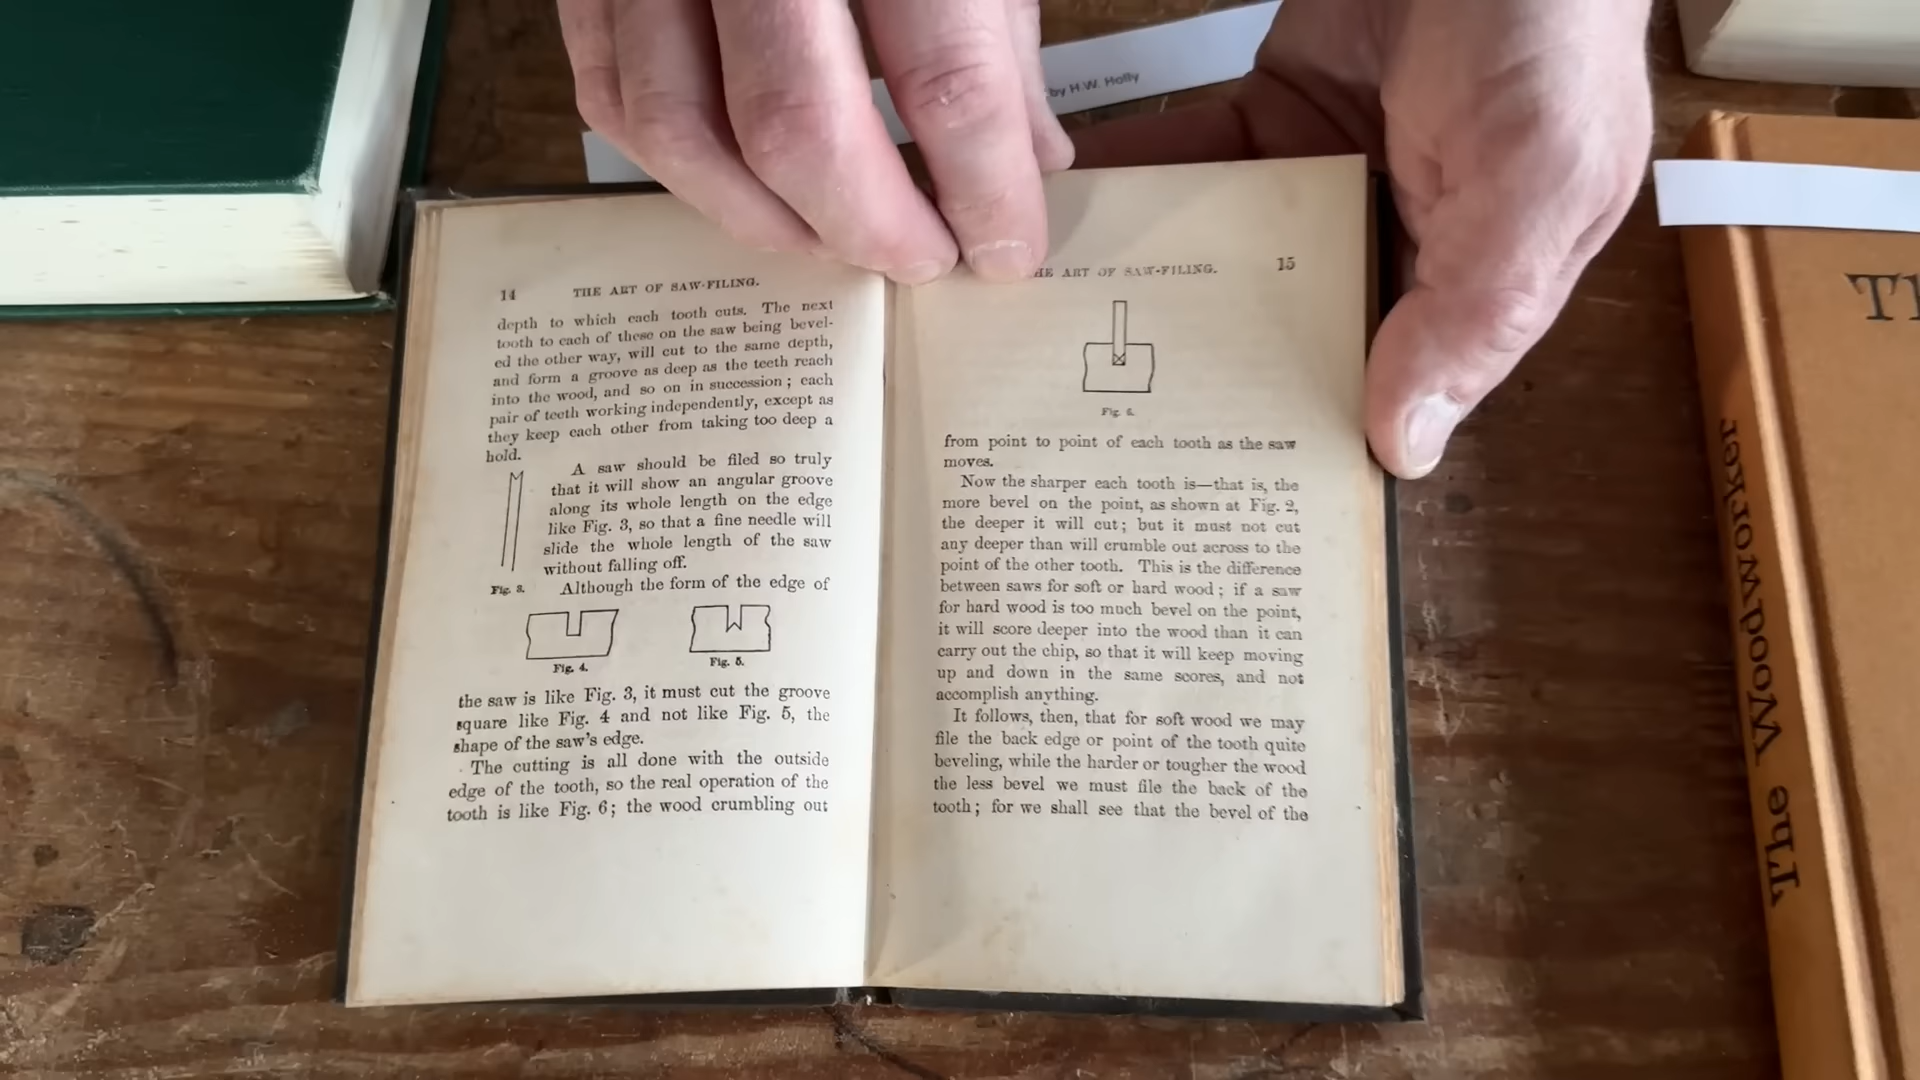 by H.W. Holly
14 THE ART OF SAW-FILING.
depth to which each tooth cuts. The next
tooth to each of these on the saw being bevel-
ed the other way, will cut to the same depth,
and form a groove as deep as the teeth reach
into the wood, and so on in succession; each
pair of teeth working independently, except as
they keep each other from taking too deep a
hold.
A saw should be filed so truly
that it will show an angular groove
along its whole length on the edge
like Fig. 3, so that a fine needle will
slide the whole length of the saw
without falling off.
Fig. 3.
Although the form of the edge of
Fig. 4.
Fig. 5.
the saw is like Fig. 3, it must cut the groove
square like Fig. 4 and not like Fig. 5, the
shape of the saw's edge.
The cutting is all done with the outside
edge of the tooth, so the real operation of the
tooth is like Fig. 6; the wood crumbling out
HE ART OF SAW-FILING. 15
Fig. 6.
from point to point of each tooth as the saw
moves.
Now the sharper each tooth is—that is, the
more bevel on the point, as shown at Fig. 2,
the deeper it will cut; but it must not cut
any deeper than will crumble out across to the
point of the other tooth. This is the difference
between saws for soft or hard wood; if a saw
for hard wood is too much bevel on the point,
it will score deeper into the wood than it can
carry out the chip, so that it will keep moving
up and down in the same scores, and not
accomplish anything.
It follows, then, that for soft wood we may
file the back edge or point of the tooth quite
beveling, while the harder or tougher the wood
the less bevel we must file the back of the
tooth; for we shall see that the bevel of the
The Woodworker